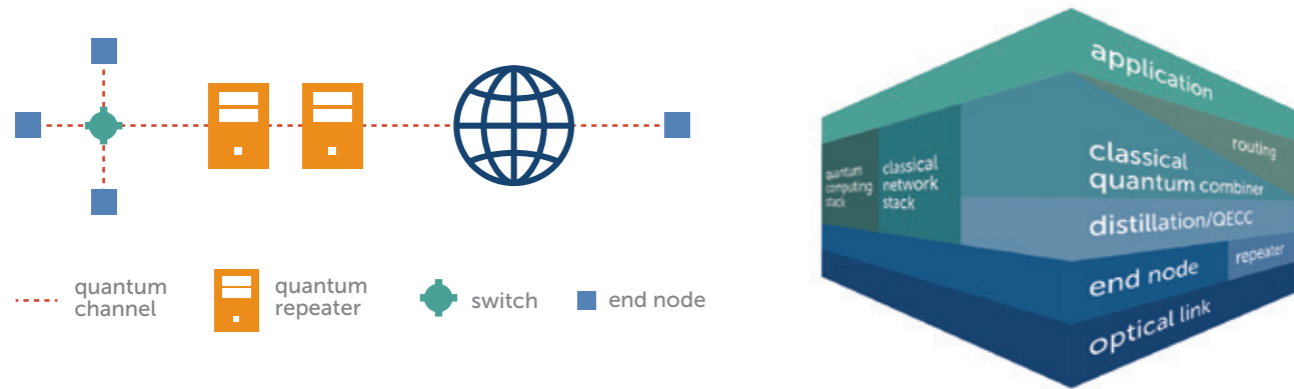 quantum
channel
quantum
repeater
switch
end node
application
routing
quantum
computing
stack
classical
network
stack
classical
quantum combiner
distillation/QECC
end node
repeater
optical link